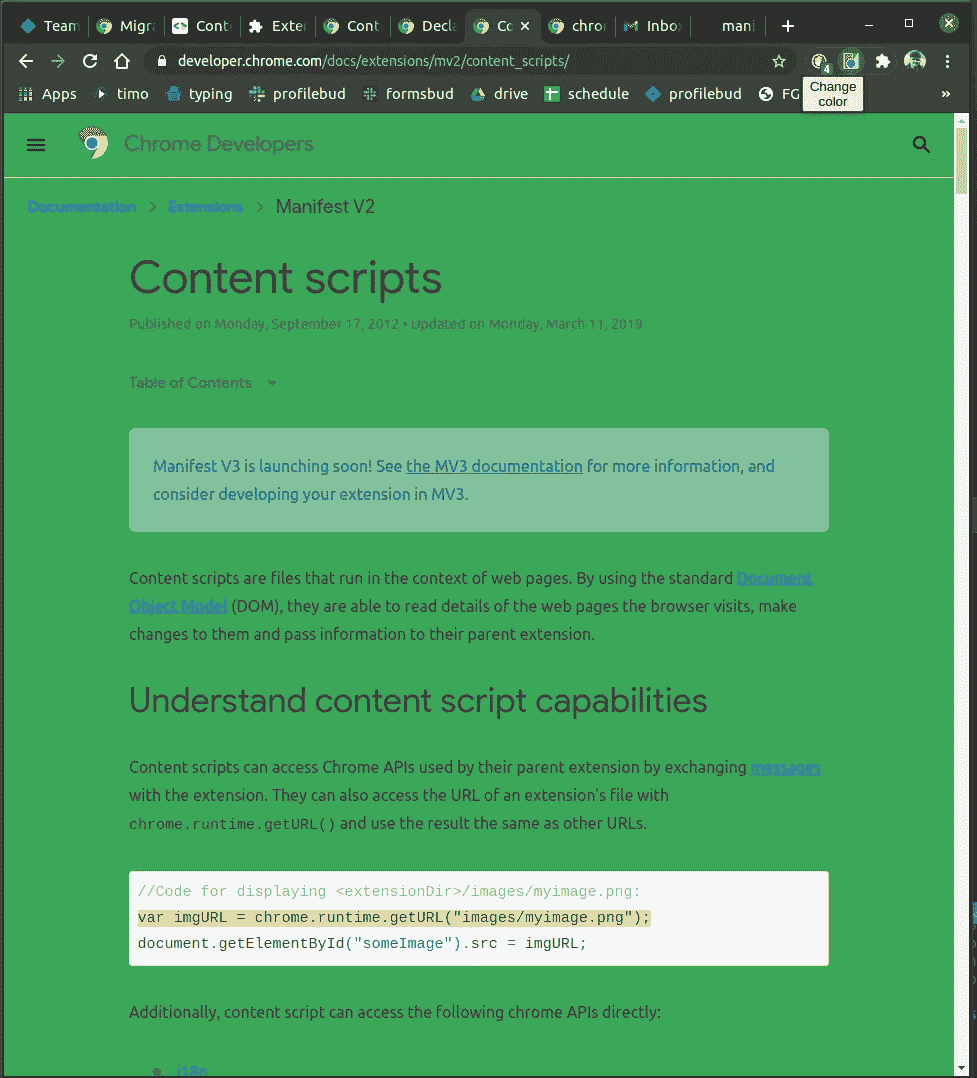 Team Migra Cont Exter Cont Decla Co chro Inbo mani
developer.chrome.com/docs/extensions/mv2/content_scripts/
4
Apps timo typing profilebud formsbud drive schedule profilebud FG »
Change
color
Chrome Developers
Documentation > Extensions > Manifest V2
Content scripts
Published on Monday, September 17, 2012 • Updated on Monday, March 11, 2019
Table of Contents
Manifest V3 is launching soon! See the MV3 documentation for more information, and
consider developing your extension in MV3.
Content scripts are files that run in the context of web pages. By using the standard Document
Object Model (DOM), they are able to read details of the web pages the browser visits, make
changes to them and pass information to their parent extension.
Understand content script capabilities
Content scripts can access Chrome APIs used by their parent extension by exchanging messages
with the extension. They can also access the URL of an extension's file with
chrome.runtime.getURL() and use the result the same as other URLs.
//Code for displaying <extensionDir>/images/myimage.png:
var imgURL = chrome.runtime.getURL("images/myimage.png");
document.getElementById("someImage").src = imgURL;
Additionally, content script can access the following chrome APIs directly:
i18n